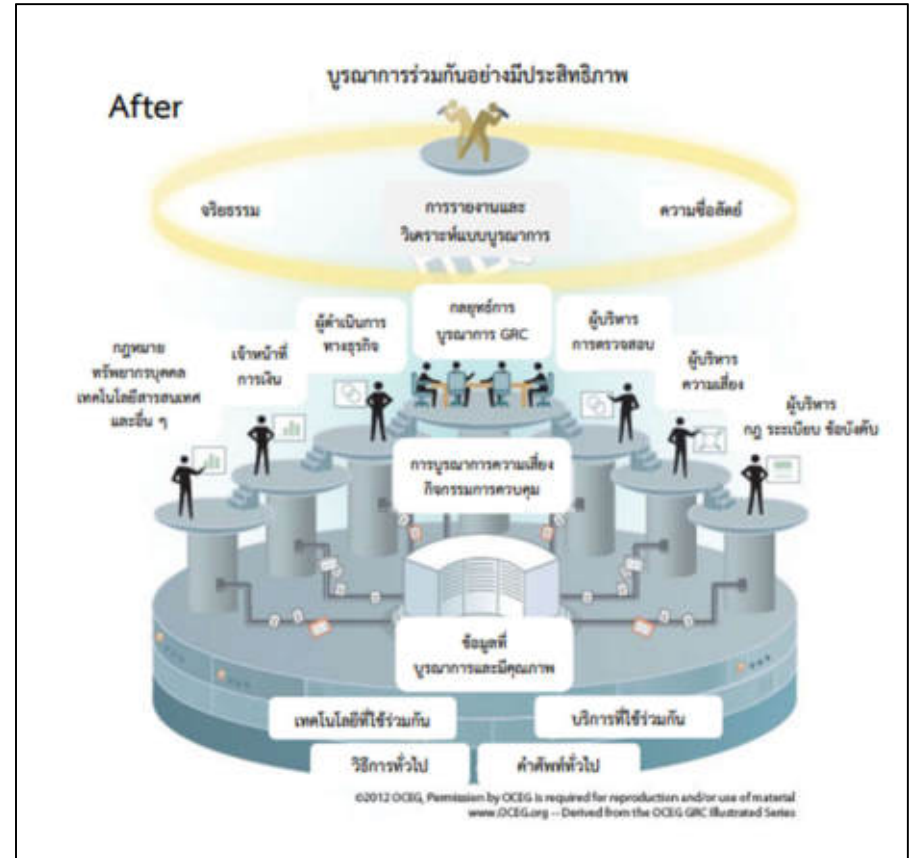 บูรณาการร่วมกันอย่างมีประสิทธิภาพ
After
จริยธรรม
การรายงานและ
วิเคราะห์แบบบูรณาการ
ความซื่อสัตย์
กฎหมาย
ทรัพยากรบุคคล
เทคโนโลยีสารสนเทศ
และอื่น ๆ
เจ้าหน้าที่
การเงิน
ผู้ดำเนินการ
ทางธุรกิจ
กลยุทธ์การ
บูรณาการ GRC
ผู้บริหาร
การตรวจสอบ
ผู้บริหาร
ความเสี่ยง
ผู้บริหาร
กฎ ระะเบียบ ข้อบังคับ
การบูรณาการความเสี่ยง
กิจกรรมการควบคุม
ข้อมูลที่
บูรณาการและมีคุณภาพ
เทคโนโลยีที่ใช้ร่วมกัน
บริการที่ใช้ร่วมกัน
วิธีการทั่วไป
คำศัพท์ทั่วไป
©2012 OCEG, Permission by OCEG is required for reproduction and/or use of material
www.OCEG.org -- Derived from the OCEG GRC Illustrated Series